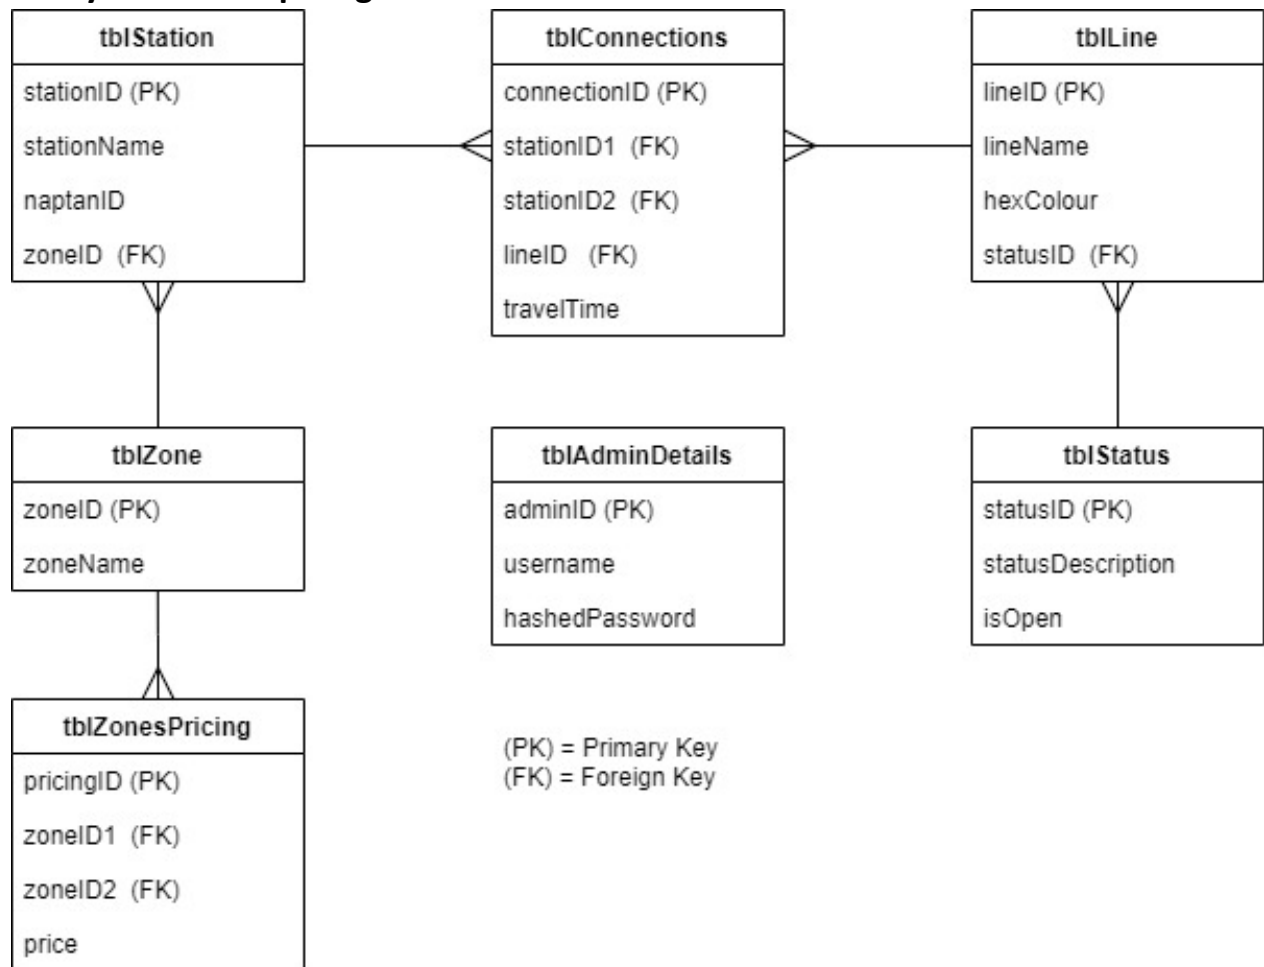 tblStation
stationID (PK)
stationName
naptanID
zoneID (FK)
tblConnections
connectionID (PK)
stationID1 (FK)
stationID2 (FK)
lineID (FK)
travelTime
tblLine
lineID (PK)
lineName
hexColour
statusID (FK)
tblZone
zoneID (PK)
zoneName
tblAdminDetails
adminID (PK)
username
hashedPassword
tblStatus
statusID (PK)
statusDescription
isOpen
tblZonesPricing
pricingID (PK)
zoneID1 (FK)
zoneID2 (FK)
price
(PK) = Primary Key
(FK) = Foreign Key